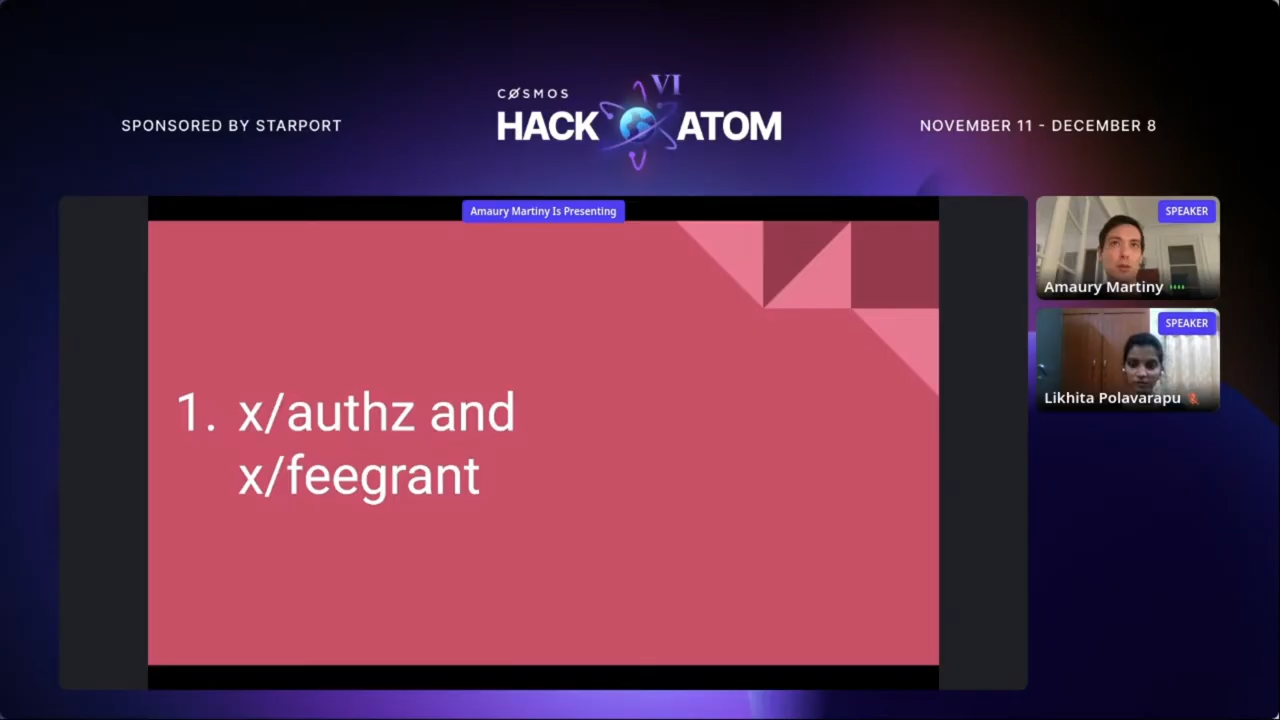 SPONSORED BY STARPORT
CØSMOS
VI
HACK ATOM
NOVEMBER 11 - DECEMBER 8
Amaury Martiny Is Presenting
1. x/authz and
x/feegrant
SPEAKER
Amaury Martiny
SPEAKER
Likhita Polavarapu